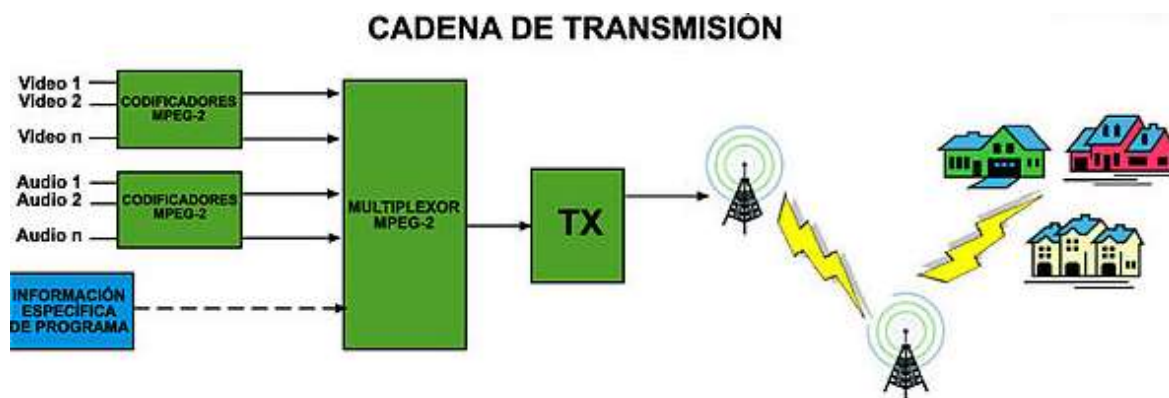 CADENA DE TRANSMISIÓN
Video 1
Video 2
Video n
CODIFICADORES
MPEG-2
Audio 1
Audio 2
Audio n
CODIFICADORES
MPEG-2
INFORMACIÓN
ESPECÍFICA
DE PROGRAMA
MULTIPLEXOR
MPEG-2
TX